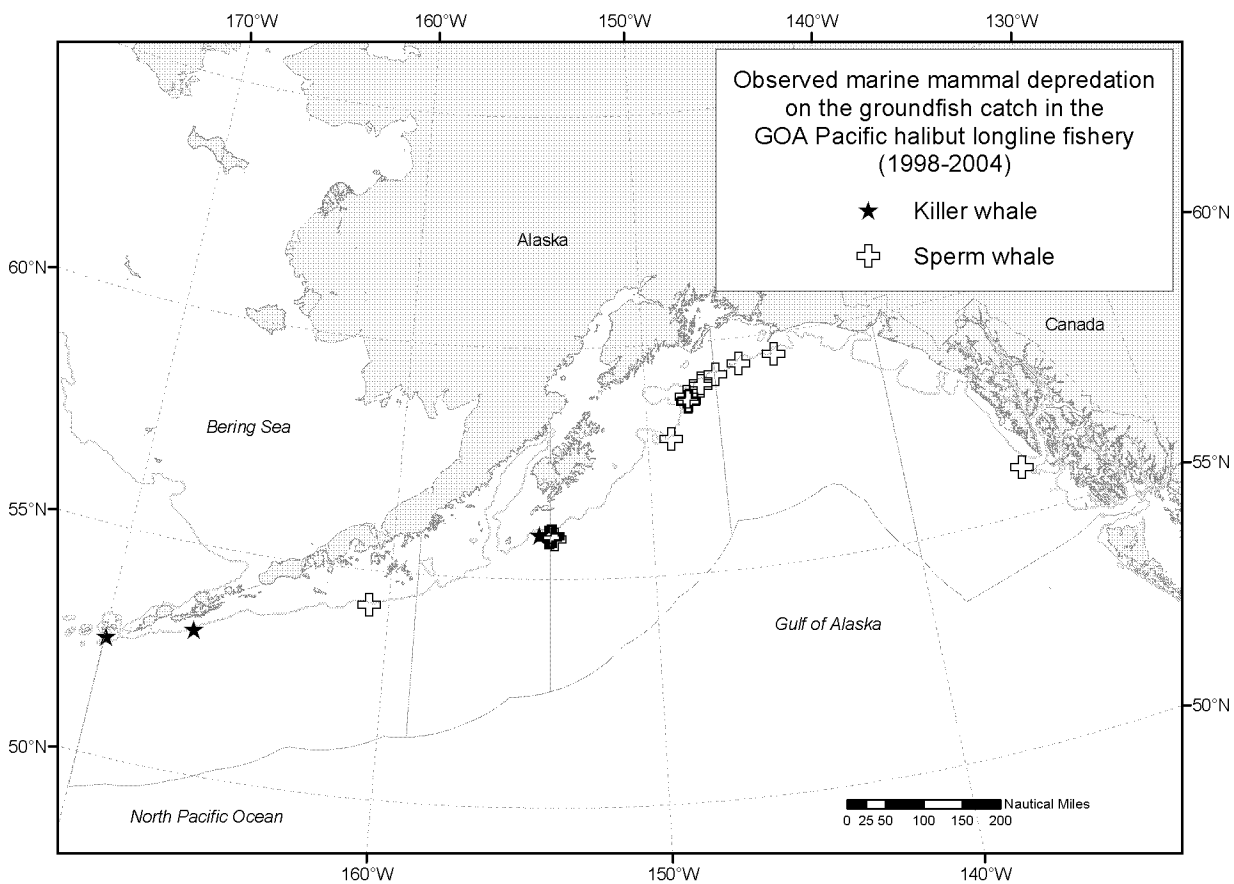 170°W 160°W 150°W 140°W 130°W
Observed marine mammal depredation
on the groundfish catch in the
GOA Pacific halibut longline fishery
(1998-2004)
Killer whale
Sperm whale
60°N
Alaska
60°N
Canada
Bering Sea
55°N
55°N
Gulf of Alaska
50°N
50°N
North Pacific Ocean
Nautical Miles
0 25 50 100 150 200
160°W 150°W 140°W